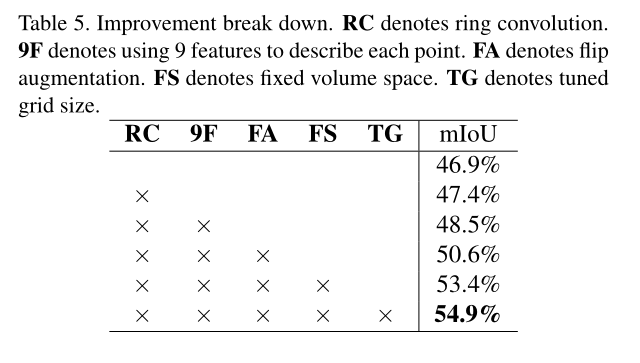 Table 5. Improvement break down. RC denotes ring convolution.
9F denotes using 9 features to describe each point. FA denotes flip
augmentation. FS denotes fixed volume space. TG denotes tuned
grid size.
RC 9F FA FS TG mIoU
46.9%
× 47.4%
× × 48.5%
× × × 50.6%
× × × × 53.4%
× × × × × 54.9%